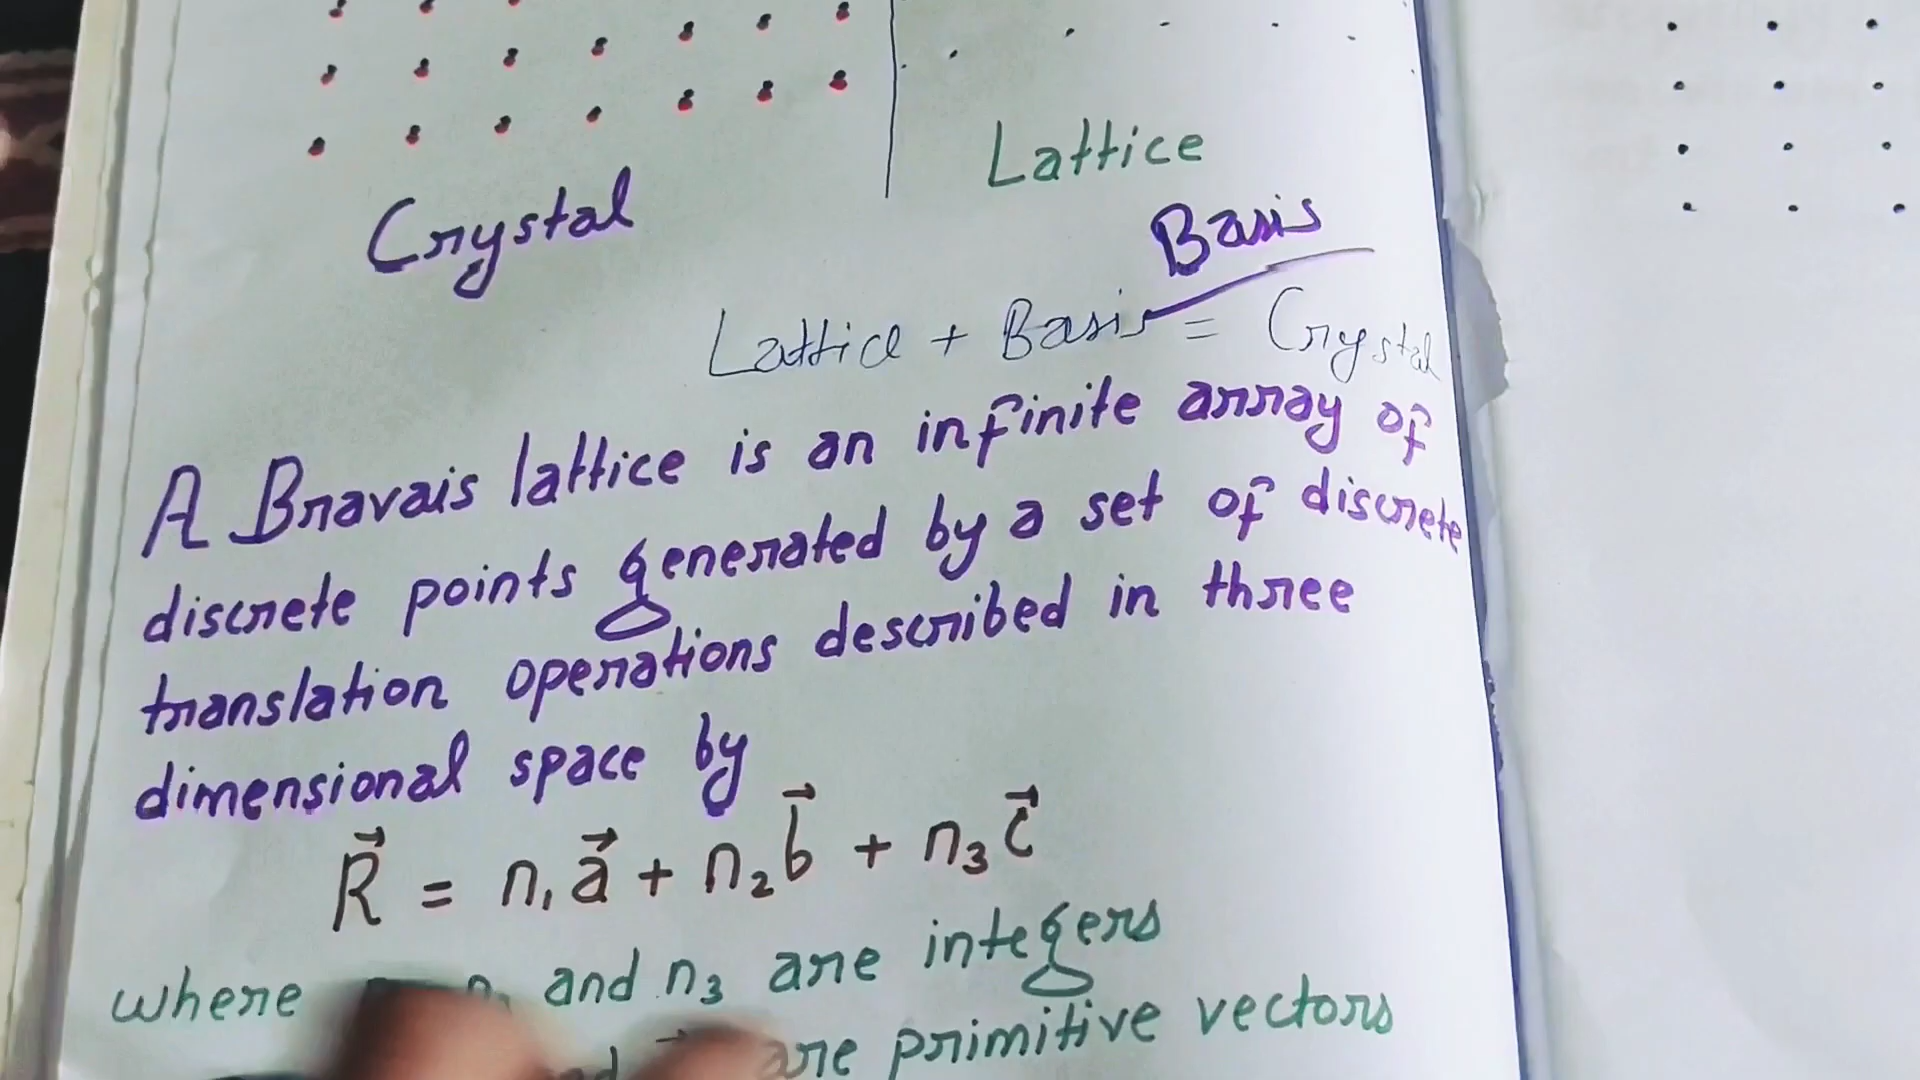 Lattice
Crystal
Basis
Lattice + Basis = Crystal
A Bravais lattice is an infinite array of
discrete points generated by a set of discrete
translation operations described in three
dimensional space by
R⃗ = n₁a⃗ + n₂b⃗ + n₃c⃗
where and n₃ are integers
are primitive vectors